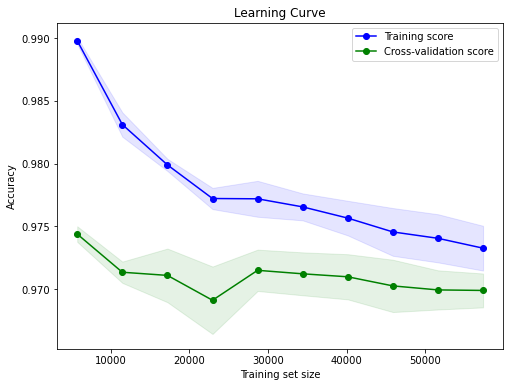 Learning Curve
Training score
Cross-validation score
0.990
0.985
0.980
0.975
0.970
Accuracy
10000
20000
30000
40000
50000
Training set size